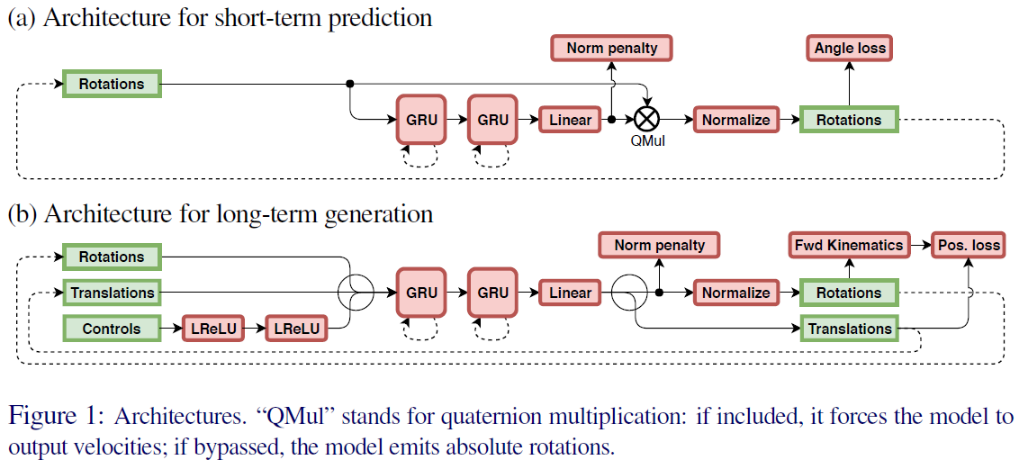 (a) Architecture for short-term prediction
Norm penalty
Angle loss
Rotations
GRU
GRU
Linear
QMul
Normalize
Rotations
(b) Architecture for long-term generation
Norm penalty
Fwd Kinematics
Pos. loss
Rotations
Translations
GRU
GRU
Linear
Normalize
Rotations
Controls
LReLU
LReLU
Translations
Figure 1: Architectures. “QMul” stands for quaternion multiplication: if included, it forces the model to
output velocities; if bypassed, the model emits absolute rotations.